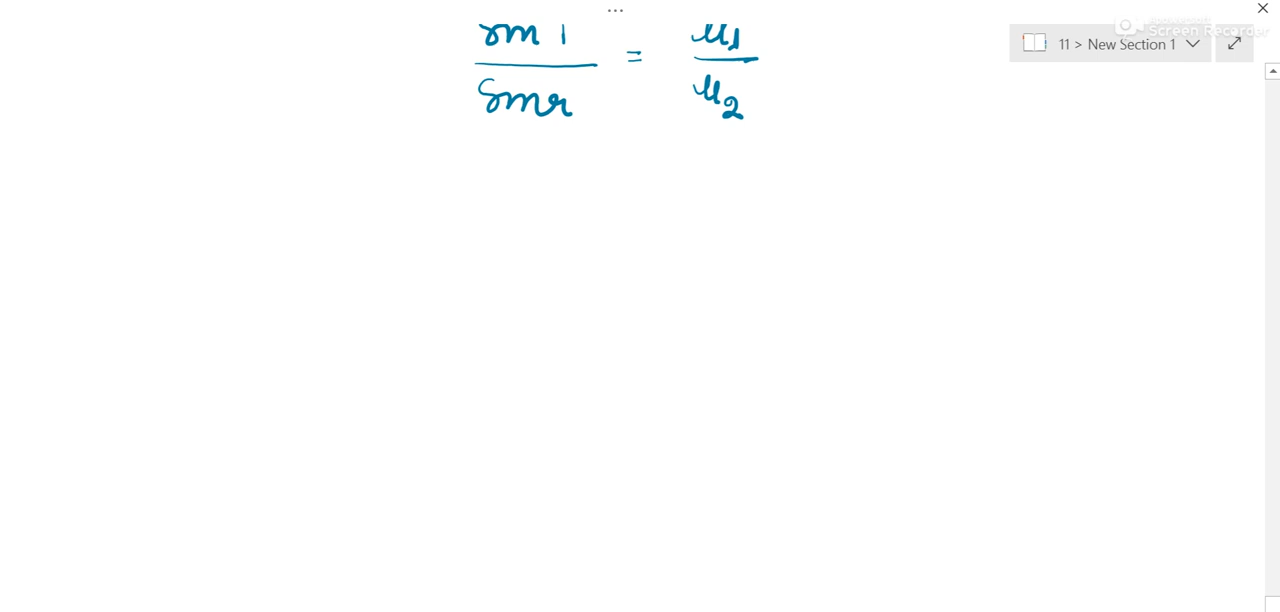 ...
sin i / sin r = μ1 / μ2
11 > New Section 1
Screen Recorder